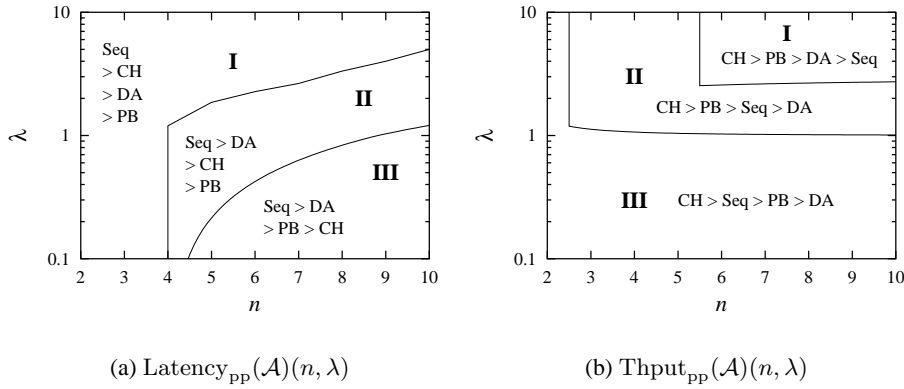 10
1
0.1
λ
2 3 4 5 6 7 8 9 10
n
Seq
> CH
> DA
> PB
I
II
III
Seq > DA
> CH
> PB
Seq > DA
> PB > CH
(a) Latency_pp(𝒜)(n, λ)
10
1
0.1
λ
2 3 4 5 6 7 8 9 10
n
I
CH > PB > DA > Seq
II
CH > PB > Seq > DA
III CH > Seq > PB > DA
(b) Thput_pp(𝒜)(n, λ)